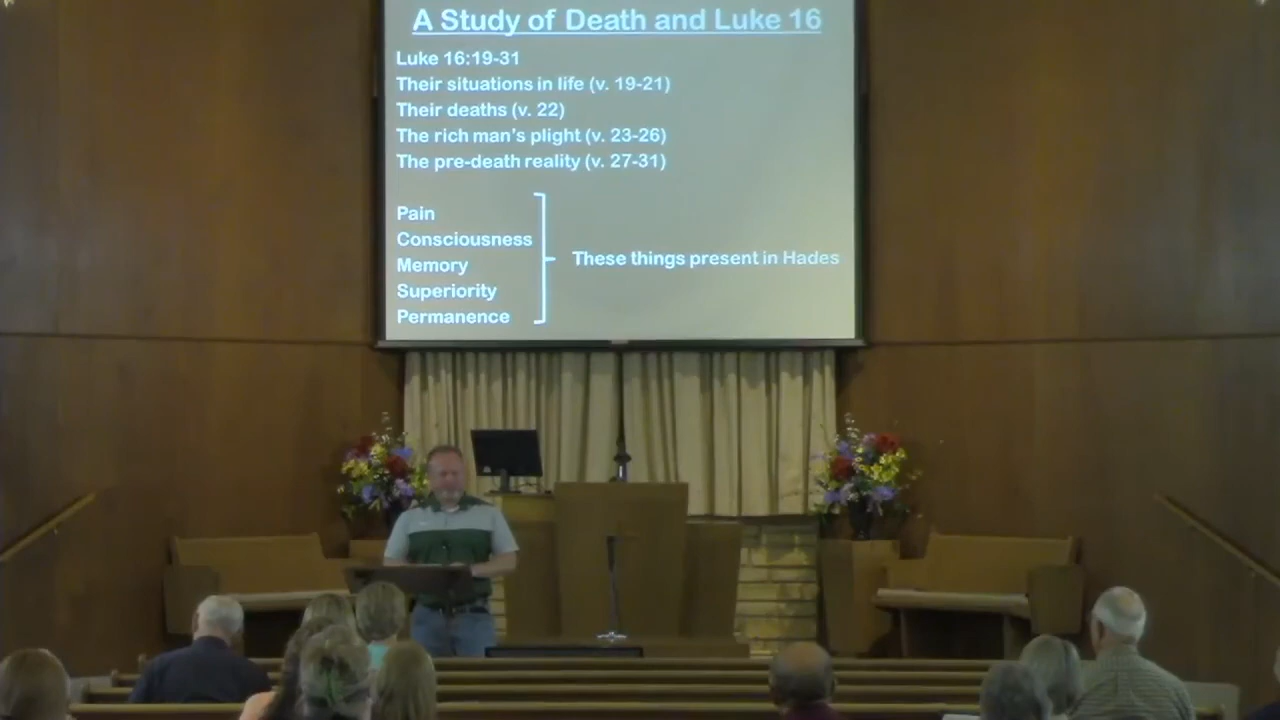 A Study of Death and Luke 16
Luke 16:19-31
Their situations in life (v. 19-21)
Their deaths (v. 22)
The rich man's plight (v. 23-26)
The pre-death reality (v. 27-31)
Pain
Consciousness
Memory
Superiority
Permanence
These things present in Hades